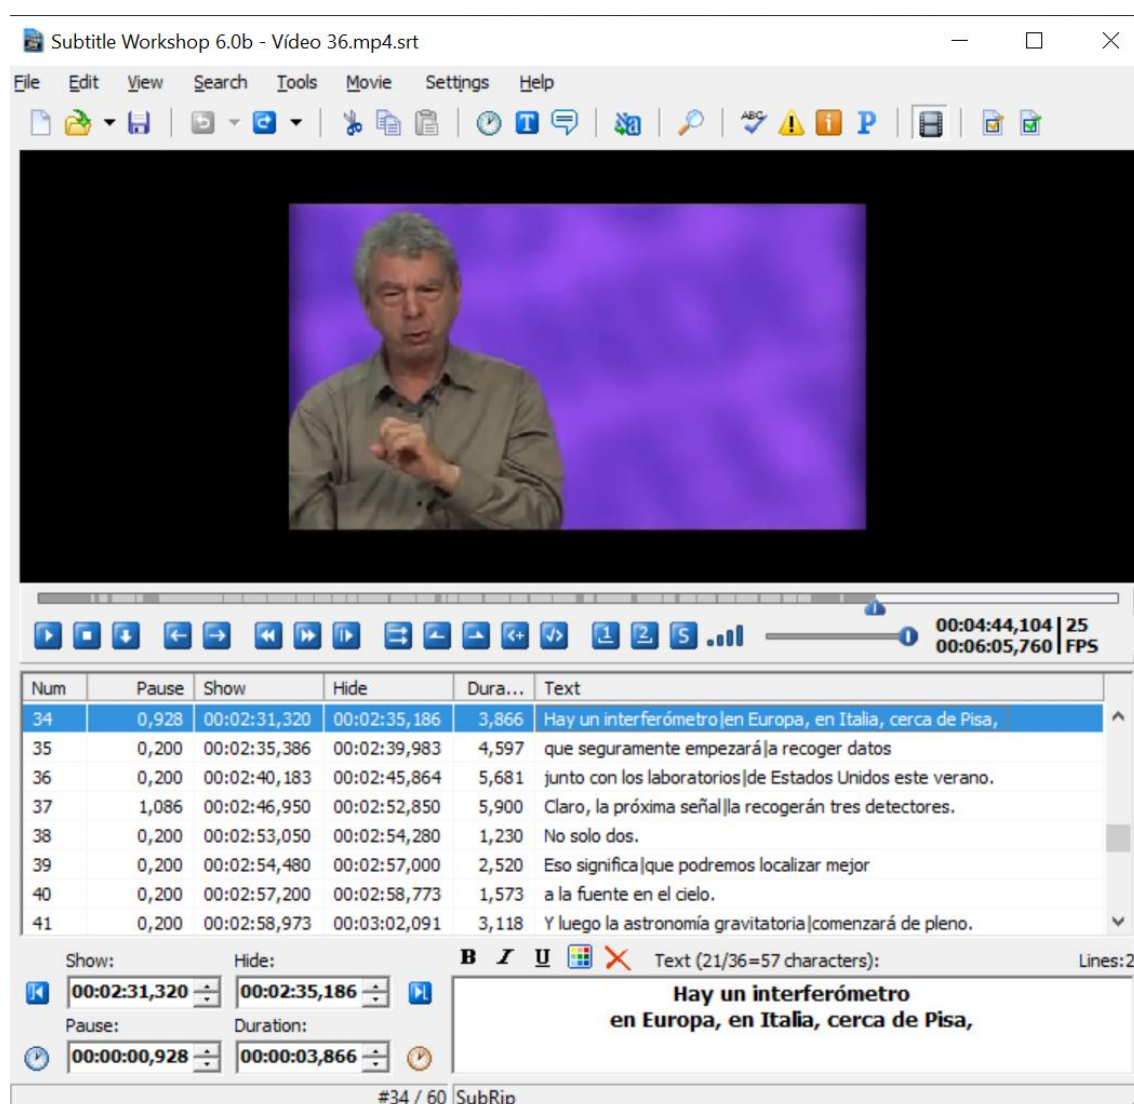 Subtitle Workshop 6.0b - Vídeo 36.mp4.srt
File Edit View Search Tools Movie Settings Help
T ABC i P
1 2 S
00:04:44,104 25
00:06:05,760 FPS
Num Pause Show Hide Dura... Text
34 0,928 00:02:31,320 00:02:35,186 3,866 Hay un interferómetro|en Europa, en Italia, cerca de Pisa,
35 0,200 00:02:35,386 00:02:39,983 4,597 que seguramente empezará|a recoger datos
36 0,200 00:02:40,183 00:02:45,864 5,681 junto con los laboratorios|de Estados Unidos este verano.
37 1,086 00:02:46,950 00:02:52,850 5,900 Claro, la próxima señal|la recogerán tres detectores.
38 0,200 00:02:53,050 00:02:54,280 1,230 No solo dos.
39 0,200 00:02:54,480 00:02:57,000 2,520 Eso significa|que podremos localizar mejor
40 0,200 00:02:57,200 00:02:58,773 1,573 a la fuente en el cielo.
41 0,200 00:02:58,973 00:03:02,091 3,118 Y luego la astronomía gravitatoria|comenzará de pleno.
Show: Hide: B I U Text (21/36=57 characters): Lines:2
00:02:31,320 00:02:35,186
Pause: Duration:
00:00:00,928 00:00:03,866
Hay un interferómetro
en Europa, en Italia, cerca de Pisa,
#34 / 60 SubRip